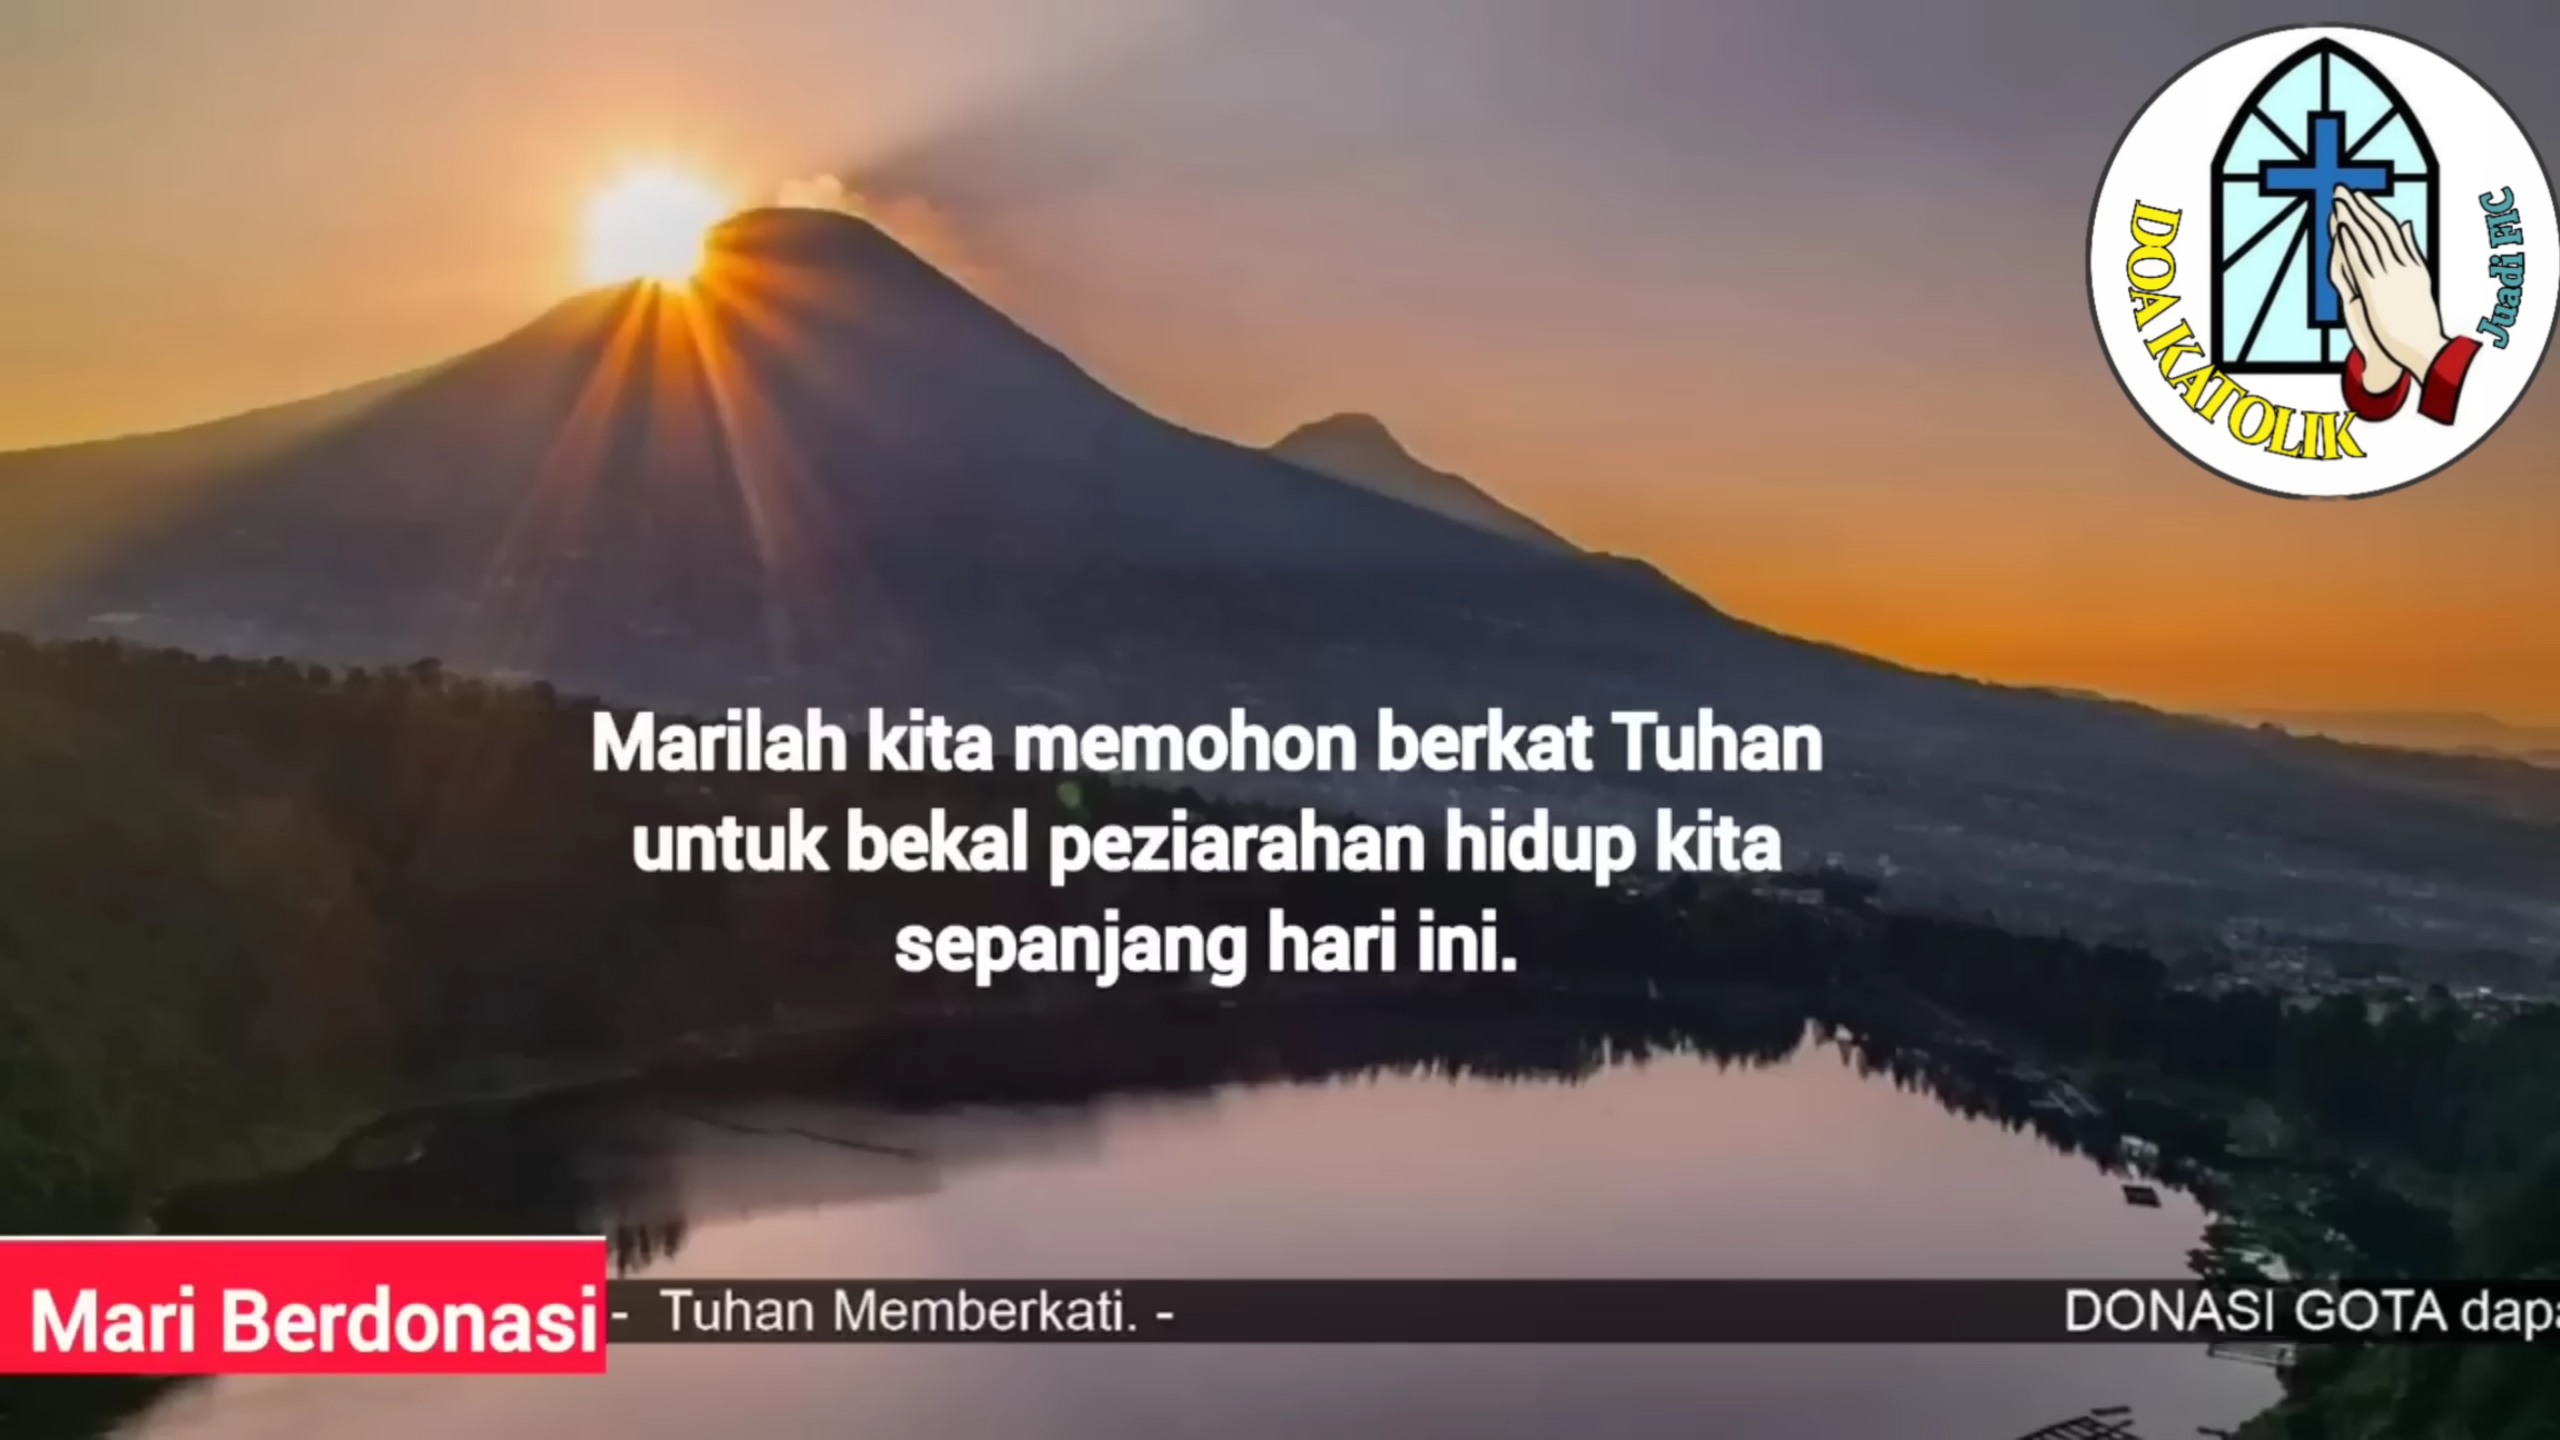 DOA KATOLIK
Juadi FIC
Marilah kita memohon berkat Tuhan
untuk bekal peziarahan hidup kita
sepanjang hari ini.
Mari Berdonasi
- Tuhan Memberkati. -
DONASI GOTA